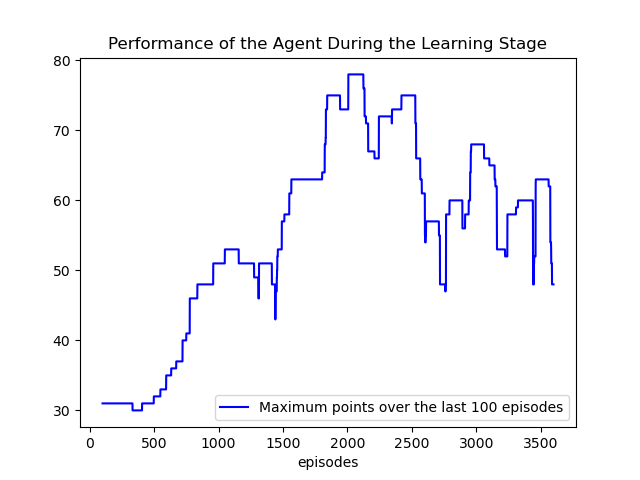 Performance of the Agent During the Learning Stage
80
70
60
50
40
30
Maximum points over the last 100 episodes
0 500 1000 1500 2000 2500 3000 3500
episodes